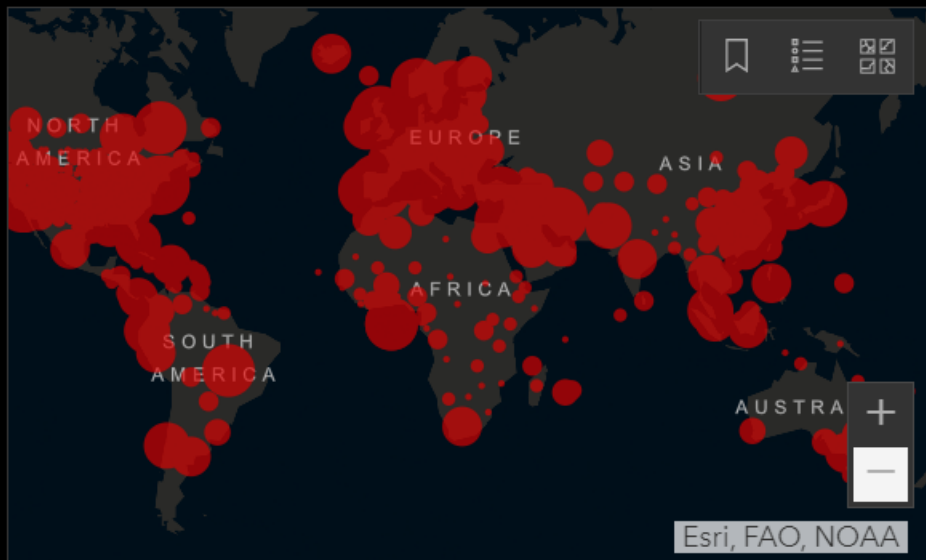 NORTH
AMERICA
EUROPE
ASIA
AFRICA
SOUTH
AMERICA
AUSTRA
Esri, FAO, NOAA